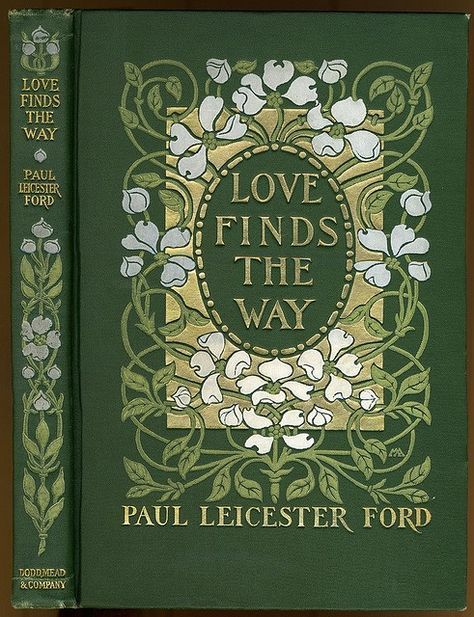 LOVE
FINDS
THE
WAY
PAUL
LEICESTER
FORD
DODD, MEAD
& COMPANY
LOVE
FINDS
THE
WAY
PAUL LEICESTER FORD